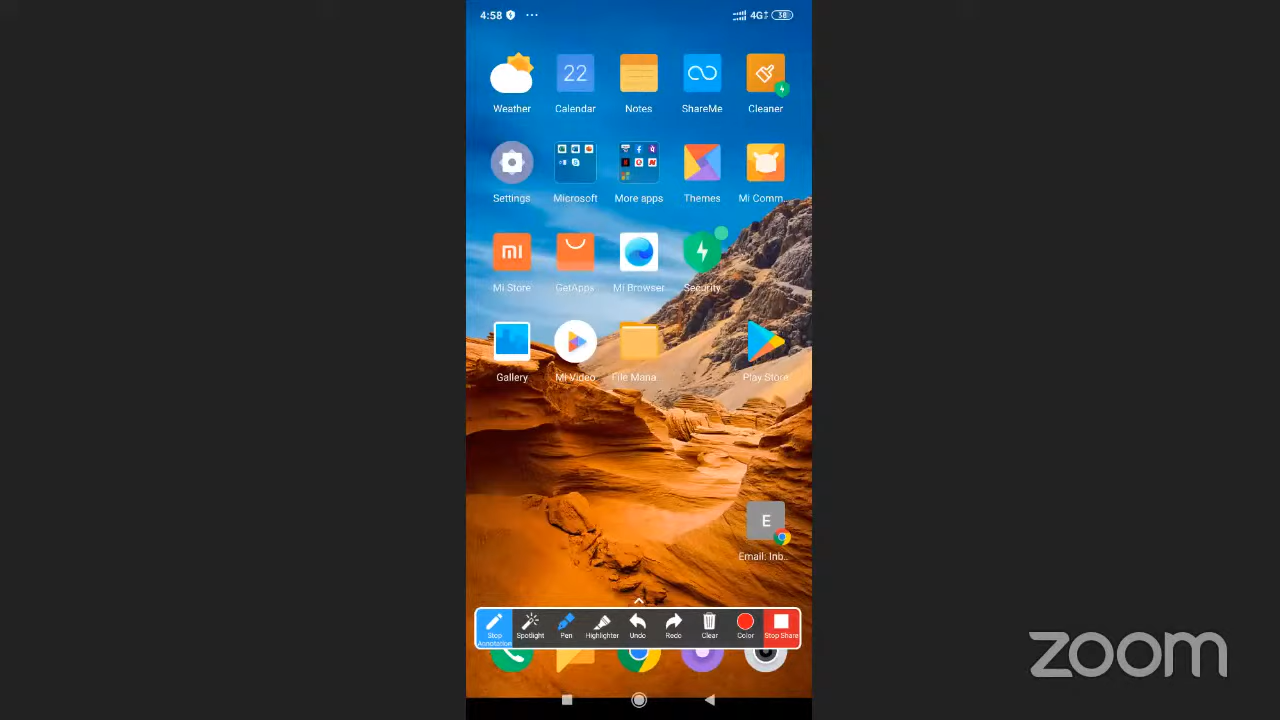 4:58 ... 4G 38
22
Weather Calendar Notes ShareMe Cleaner
Settings Microsoft More apps Themes Mi Comm..
mi
Mi Store GetApps Mi Browser Security
Gallery Mi Video File Mana Play Store
E
Email: Inb..
Stop Annotation Spotlight Pen Highlighter Undo Redo Clear Color Stop Share
zoom